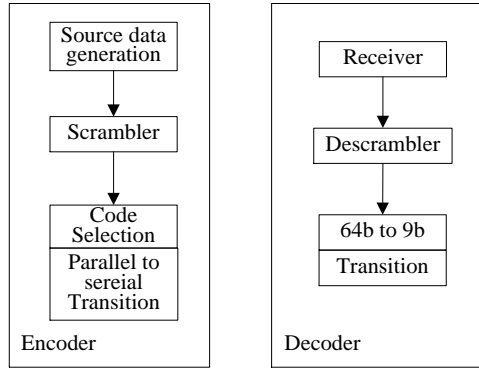 Source data
generation
Scrambler
Code
Selection
Parallel to
sereial
Transition
Encoder
Receiver
Descrambler
64b to 9b
Transition
Decoder